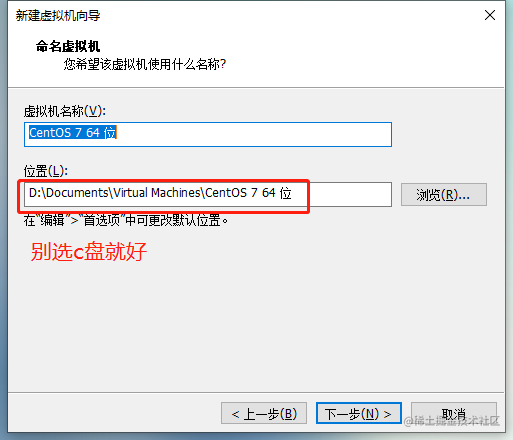 新建虚拟机向导
命名虚拟机
您希望该虚拟机使用什么名称?
虚拟机名称(V):
CentOS 7 64 位
位置(L):
D:\Documents\Virtual Machines\CentOS 7 64 位
浏览(R)...
在“编辑”>“首选项”中可更改默认位置。
别选c盘就好
< 上一步(B)
下一步(N) >
取消
@稀土掘金技术社区